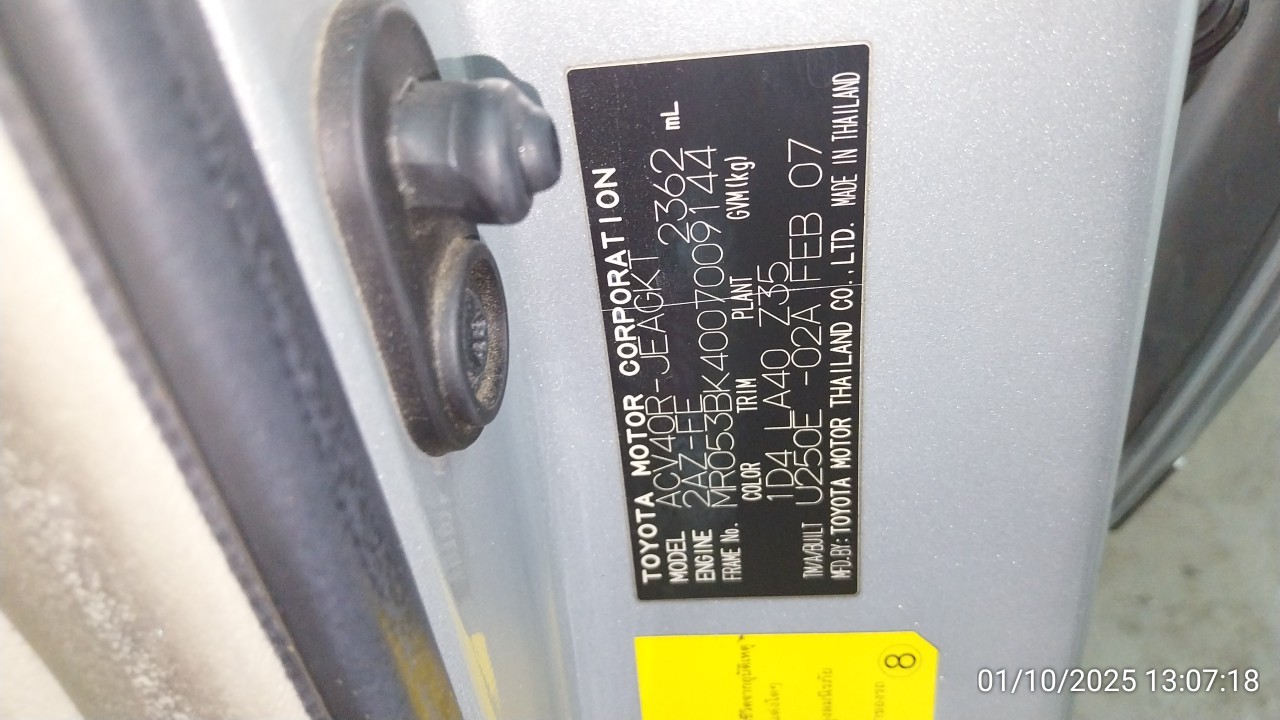 TOYOTA MOTOR CORPORATION
MODEL ACV40R-JEAGKT
ENGINE 2AZ-FE 2362 mL
FRAME No. MR053BK4007009144
COLOR TRIM PLANT GVM(kg)
1D4 LA40 Z35
TM/A/BUILT U250E -02A FEB 07
MFD.BY: TOYOTA MOTOR THAILAND CO.,LTD. MADE IN THAILAND
8
01/10/2025 13:07:18